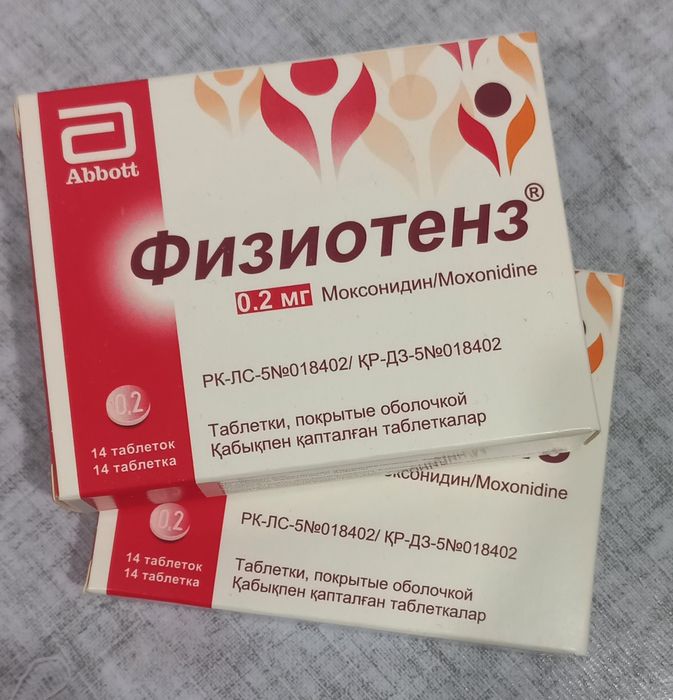 Abbott
Физиотенз®
0.2 мг Моксонидин/Moxonidine
РК-ЛС-5№018402/ ҚР-ДЗ-5№018402
0,2
Таблетки, покрытые оболочкой
Қабықпен қапталған таблеткалар
14 таблеток
14 таблетка
оксонидин/Moxonidine
0,2
РК-ЛС-5№018402/ ҚР-ДЗ-5№018402
14 таблеток
14 таблетка
Таблетки, покрытые оболочкой
Қабықпен қапталған таблеткалар